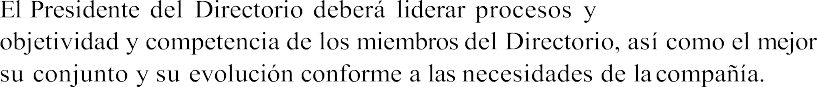 El Presidente del Directorio deberá liderar procesos y
objetividad y competencia de los miembros del Directorio, así como el mejor
su conjunto y su evolución conforme a las necesidades de la compañía.